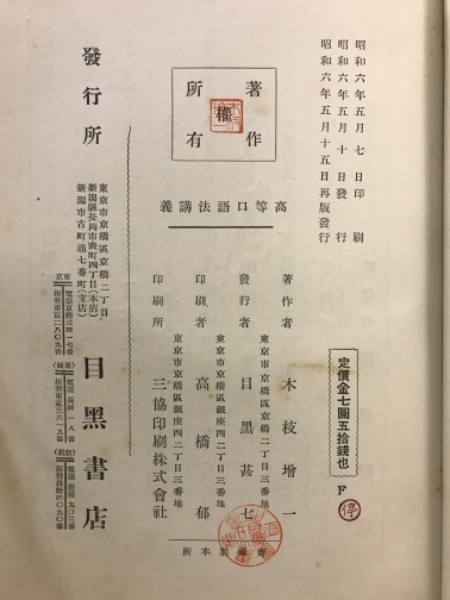 昭和六年五月七日印刷
昭和六年五月十日發行
昭和六年五月十五日再版發行
定價金七圓五拾錢也
F
停
著作權所有
高等口語法講義
著作者 木枝增一
東京市京橋區京橋二丁目三番地
發行者 目黑甚七
東京市京橋區銀座四丁目三番地
印刷者 高橋郁
東京市京橋區銀座四丁目三番地
印刷所 三協印刷株式會社
製本所
發行所
東京市京橋區京橋二丁目
新潟縣長岡市表町四丁目(本店)
新潟市古町通七番町(支店)
目黑書店